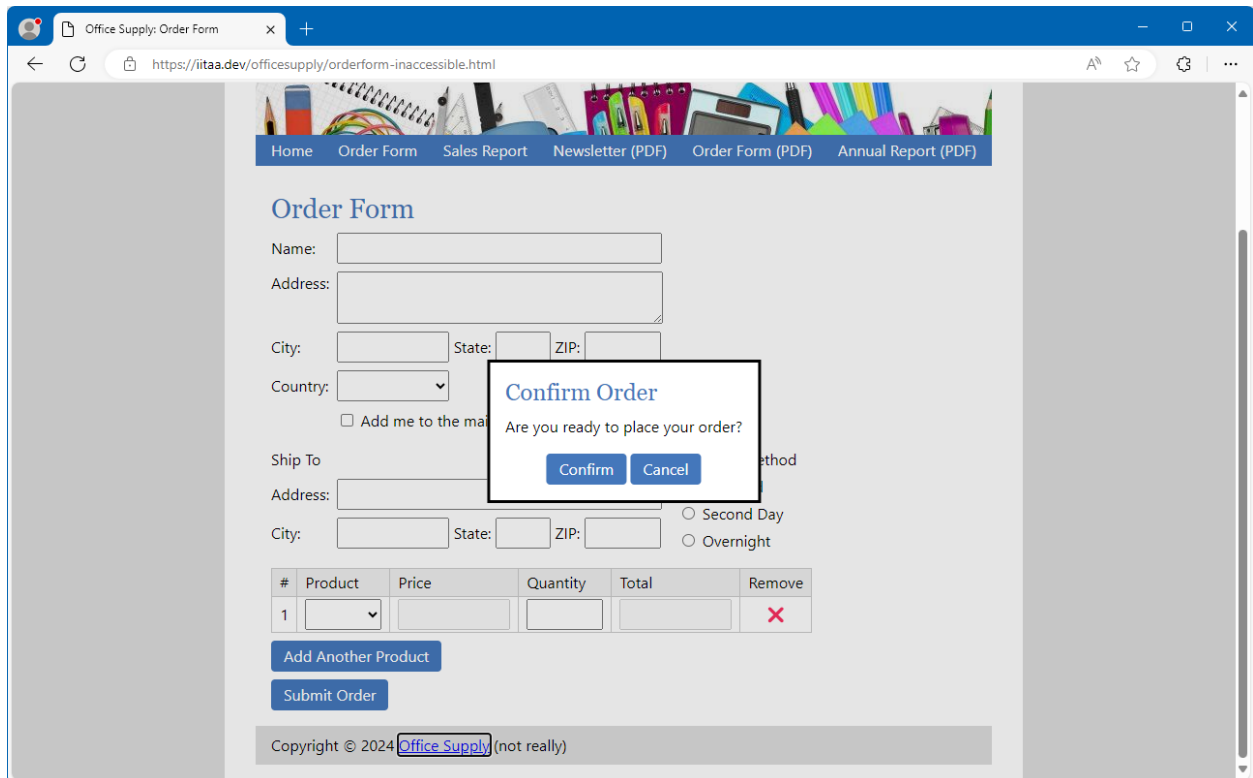 Office Supply: Order Form
https://iitaa.dev/officesupply/orderform-inaccessible.html
Home Order Form Sales Report Newsletter (PDF) Order Form (PDF) Annual Report (PDF)
Order Form
Name:
Address:
City: State: ZIP:
Country:
Add me to the mai
Confirm Order
Are you ready to place your order?
Confirm Cancel
Ship To ethod
Address:
Second Day
City: State: ZIP:
Overnight
# Product Price Quantity Total Remove
1
Add Another Product
Submit Order
Copyright © 2024 Office Supply (not really)